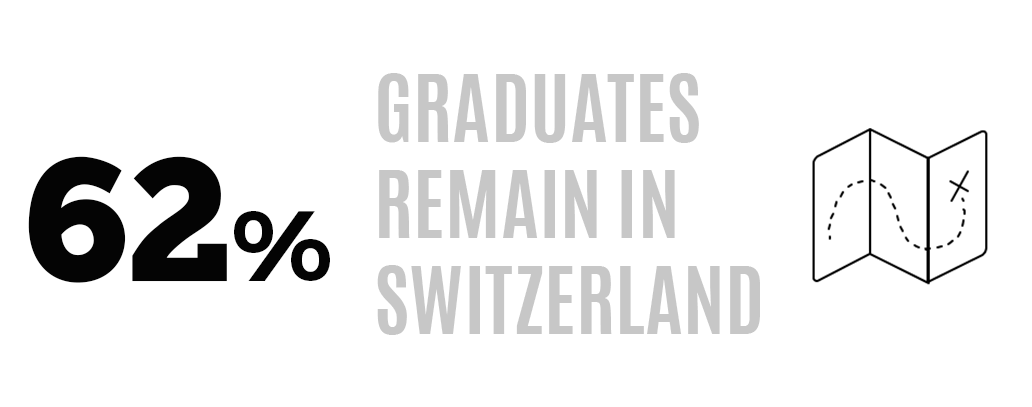 62%
GRADUATES
REMAIN IN
SWITZERLAND